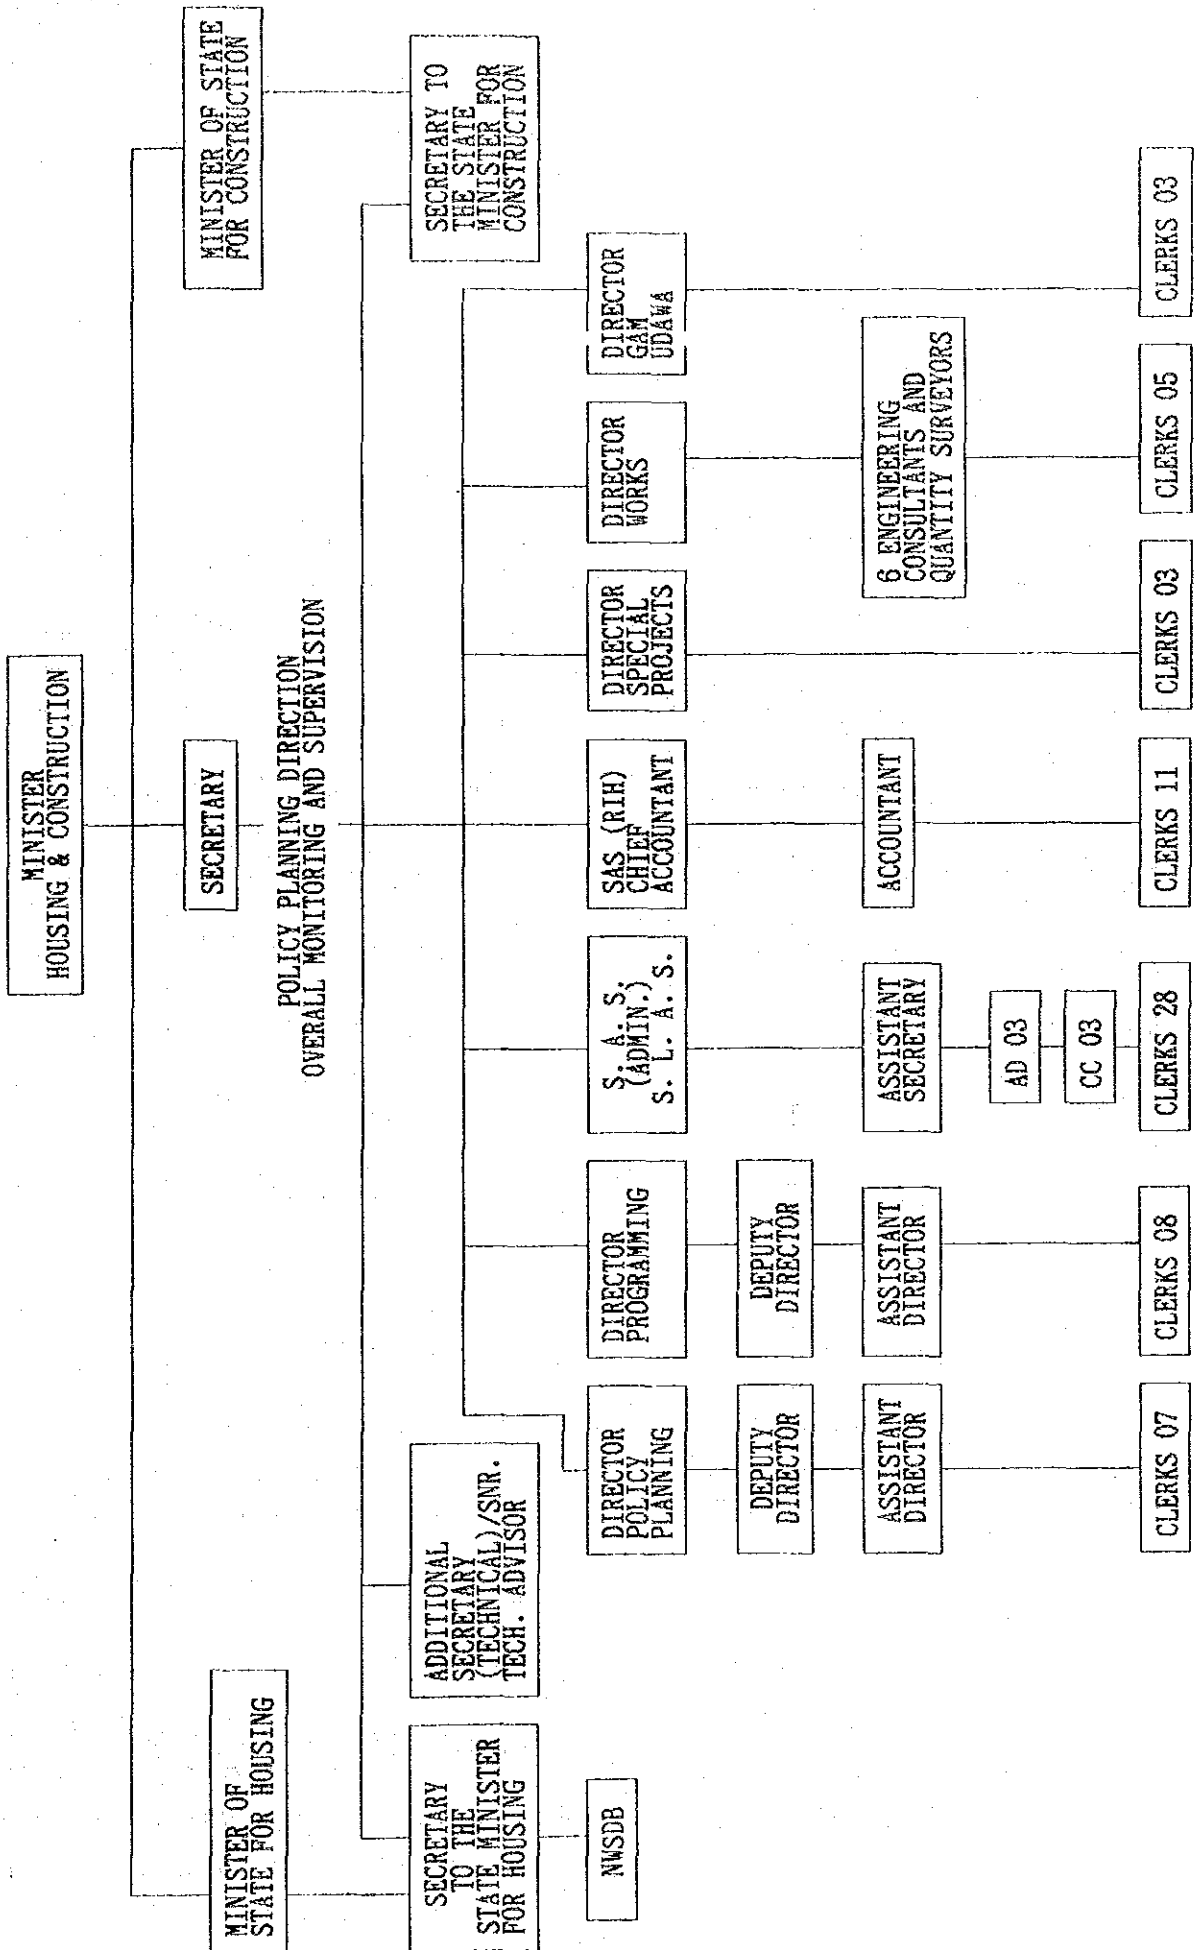 MINISTER
HOUSING & CONSTRUCTION
MINISTER OF
STATE FOR HOUSING
SECRETARY
MINISTER OF STATE
FOR CONSTRUCTION
POLICY PLANNING DIRECTION
OVERALL MONITORING AND SUPERVISION
SECRETARY
TO THE
STATE MINISTER
FOR HOUSING
ADDITIONAL
SECRETARY
(TECHNICAL)/SNR.
TECH. ADVISOR
SECRETARY TO
THE STATE
MINISTER FOR
CONSTRUCTION
NWSDB
DIRECTOR
POLICY
PLANNING
DIRECTOR
PROGRAMMING
S. A. S.
(ADMIN.)
S. L. A. S.
SAS (RIH)
CHIEF
ACCOUNTANT
DIRECTOR
SPECIAL
PROJECTS
DIRECTOR
WORKS
DIRECTOR
GAM
UDAWA
DEPUTY
DIRECTOR
DEPUTY
DIRECTOR
ASSISTANT
DIRECTOR
ASSISTANT
DIRECTOR
ASSISTANT
SECRETARY
ACCOUNTANT
6 ENGINEERING
CONSULTANTS AND
QUANTITY SURVEYORS
AD 03
CC 03
CLERKS 07
CLERKS 08
CLERKS 28
CLERKS 11
CLERKS 03
CLERKS 05
CLERKS 03